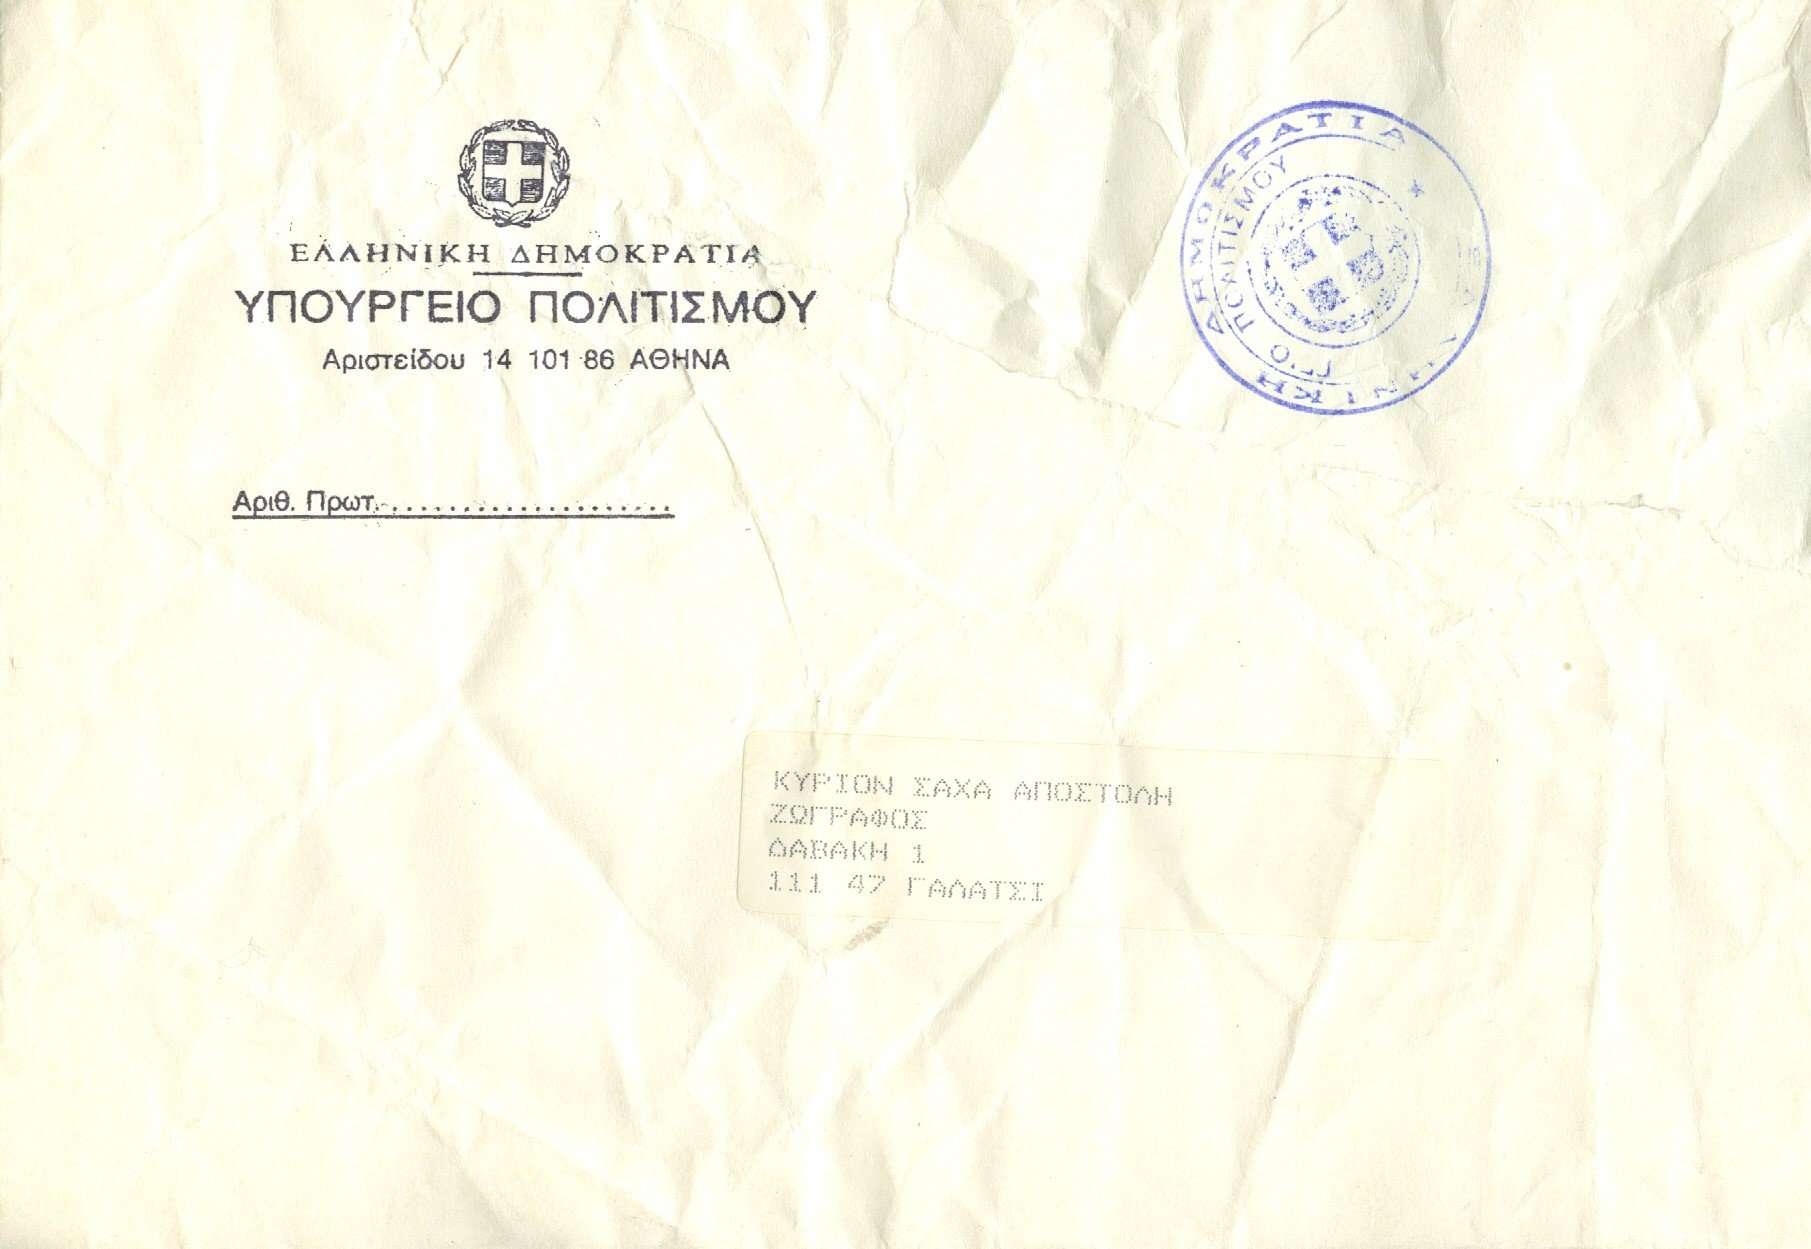 ΕΛΛΗΝΙΚΗ ΔΗΜΟΚΡΑΤΙΑ
ΥΠΟΥΡΓΕΙΟ ΠΟΛΙΤΙΣΜΟΥ
Αριστείδου 14 101 86 ΑΘΗΝΑ
ΔΗΜΟΚΡΑΤΙΑ
ΠΟΛΙΤΙΣΜΟΥ
Αριθ. Πρωτ. ....................
ΚΥΡΙΟΝ ΣΑΧΑ ΑΠΟΣΤΟΛΗ
ΖΩΓΡΑΦΟΣ
ΔΑΒΑΚΗ 1
111 47 ΓΑΛΑΤΣΙ